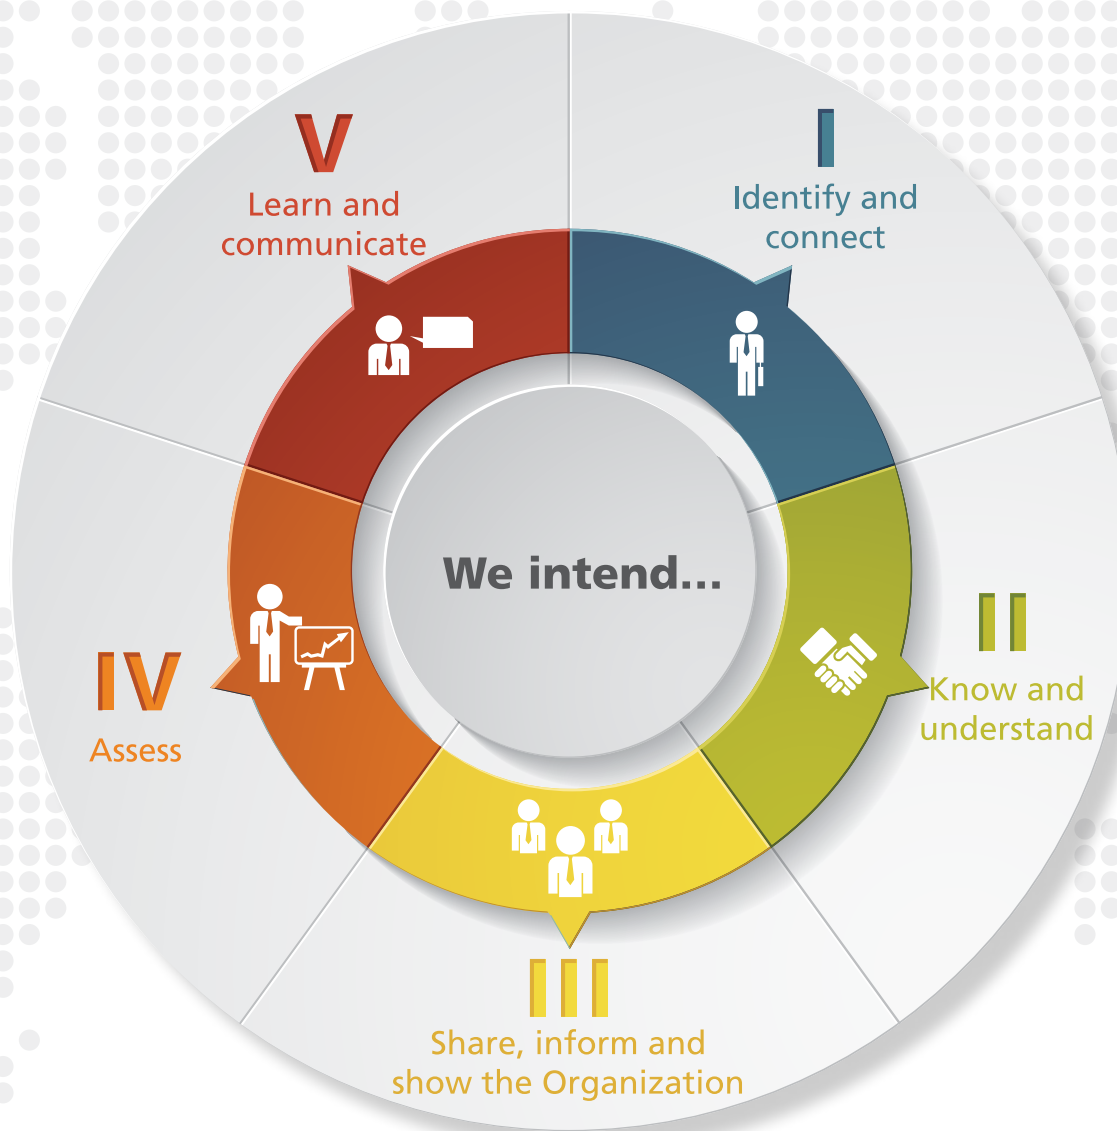 We intend...
I
Identify and
connect
II
Know and
understand
III
Share, inform and
show the Organization
IV
Assess
V
Learn and
communicate